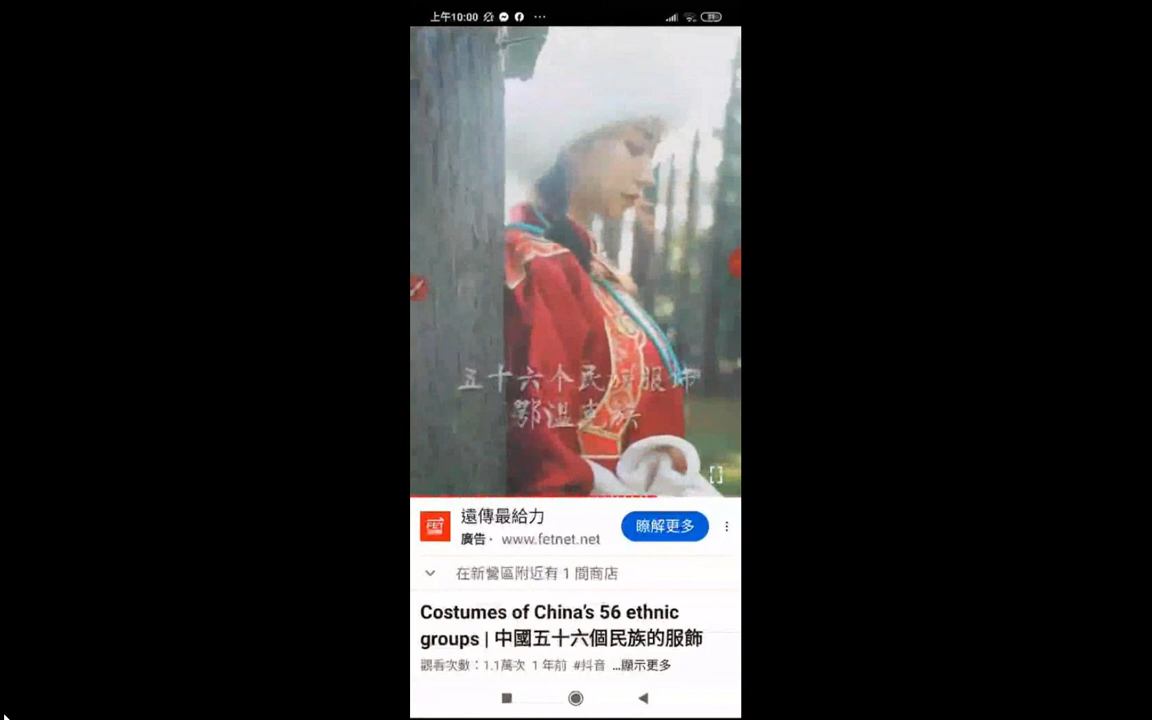 上午10:00
五十六个民族服饰
鄂温克族
FET
遠傳最給力
廣告· www.fetnet.net
瞭解更多
在新營區附近有 1 間商店
Costumes of China's 56 ethnic
groups | 中國五十六個民族的服飾
觀看次數：1.1萬次 1 年前 #抖音 ...顯示更多